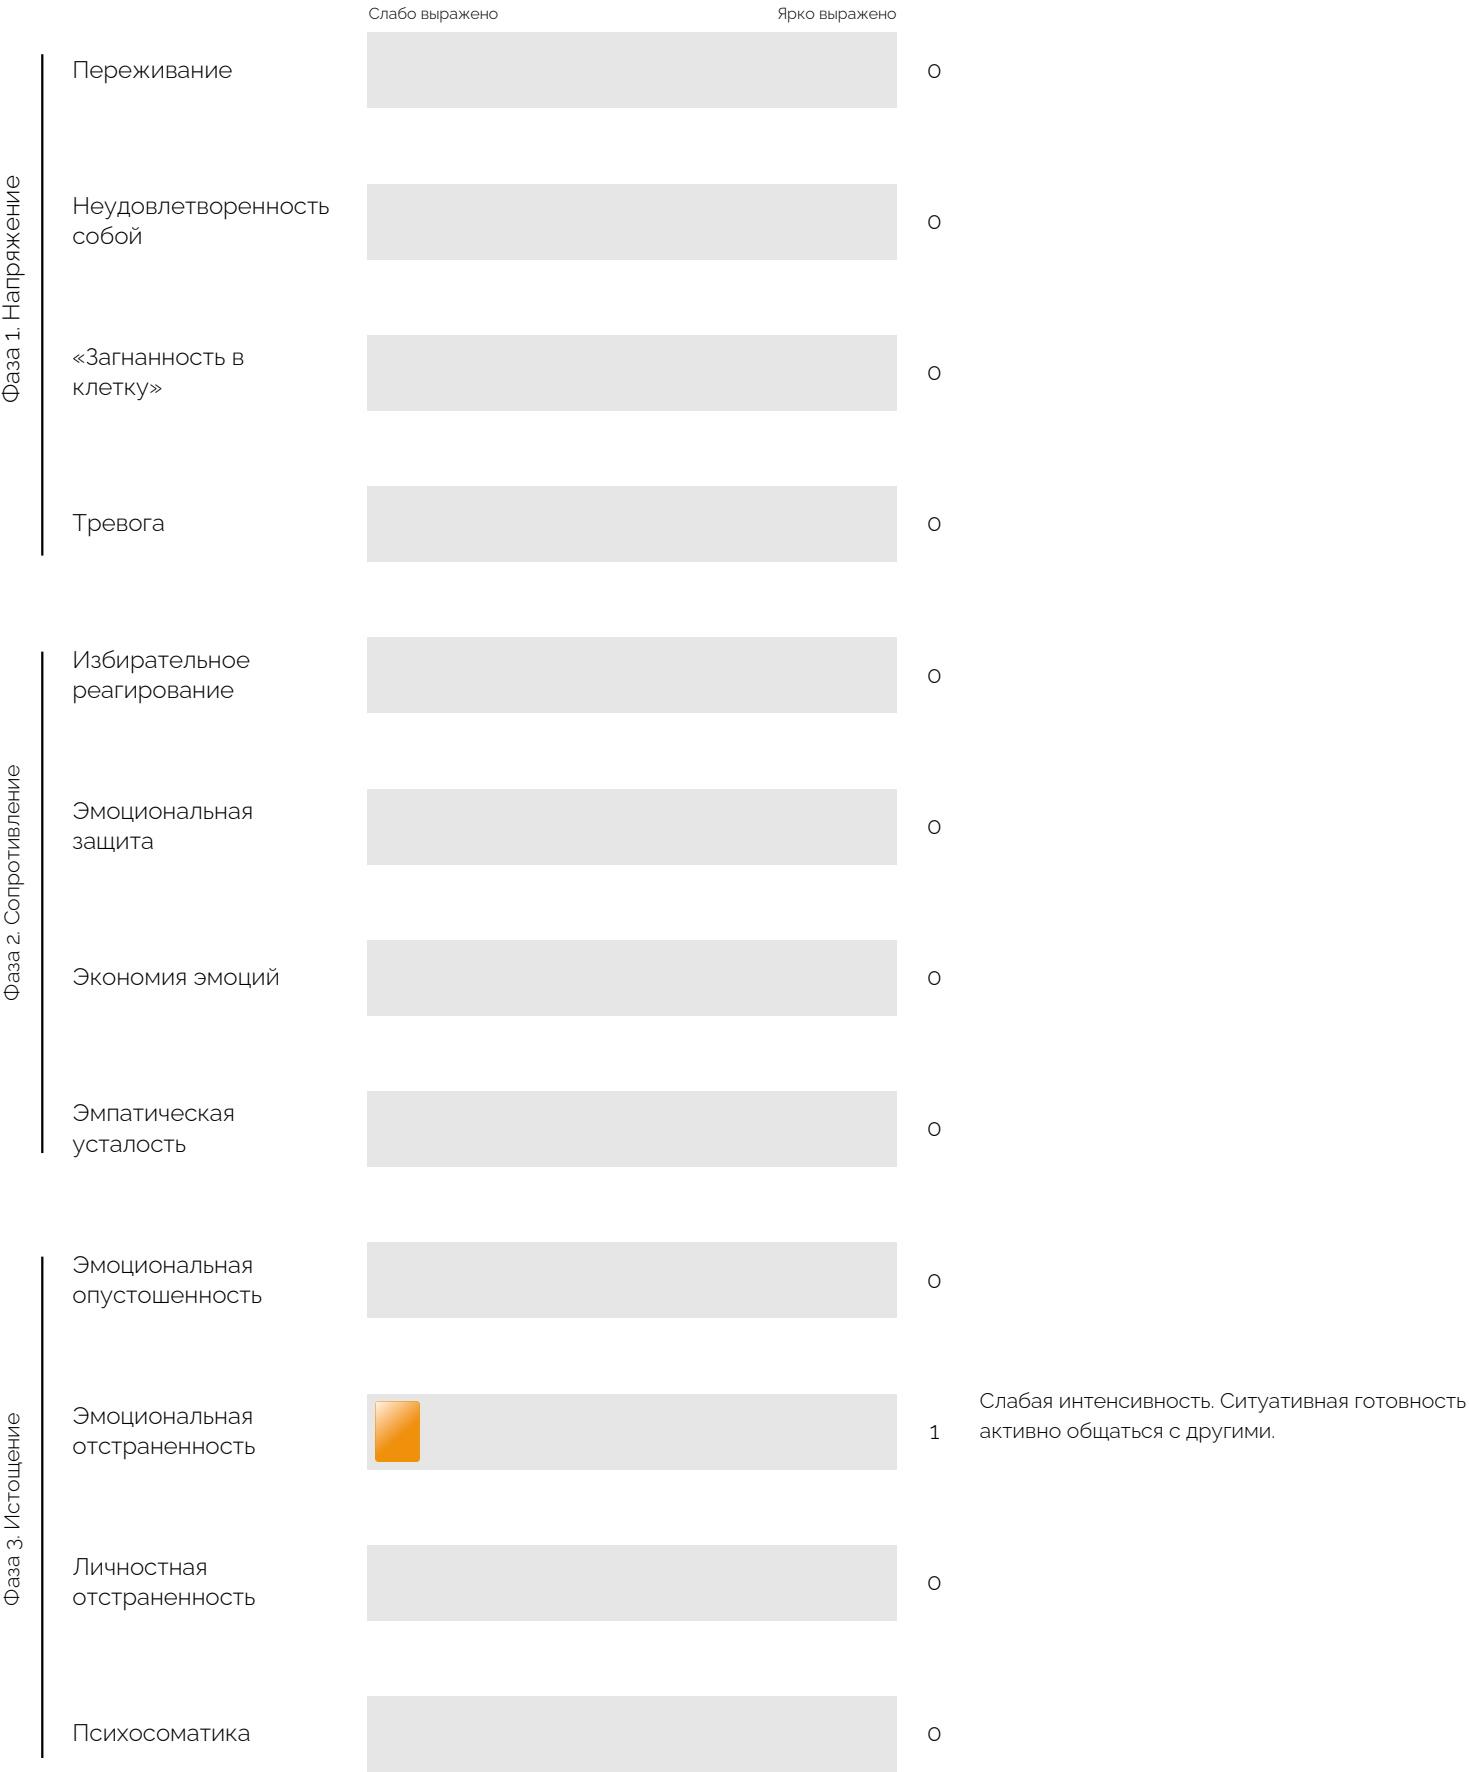 Слабо выражено Ярко выражено
Фаза 1. Напряжение
Переживание 0
Неудовлетворенность
собой 0
«Загнанность в
клетку» 0
Тревога 0
Фаза 2. Сопротивление
Избирательное
реагирование 0
Эмоциональная
защита 0
Экономия эмоций 0
Эмпатическая
усталость 0
Фаза 3. Истощение
Эмоциональная
опустошенность 0
Эмоциональная
отстраненность 1
Слабая интенсивность. Ситуативная готовность
активно общаться с другими.
Личностная
отстраненность 0
Психосоматика 0